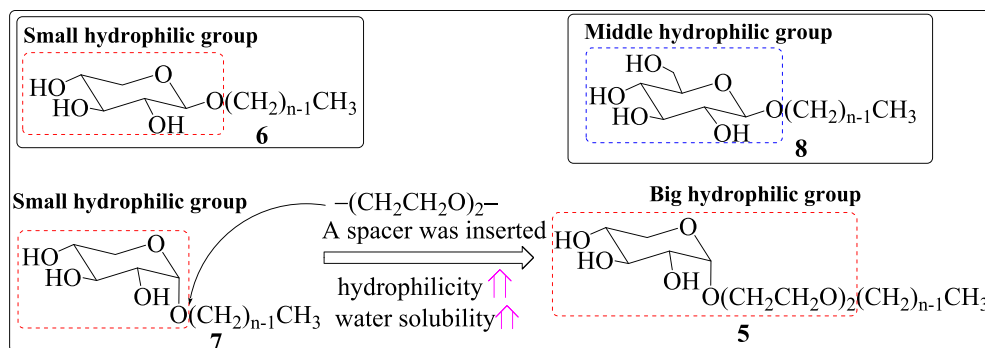 Small hydrophilic group
O
HO
HO
OH
O(CH2)n-1CH3
6
Middle hydrophilic group
HO
O
HO
HO
OH
O(CH2)n-1CH3
8
Small hydrophilic group
O
HO
HO
OH
O(CH2)n-1CH3
7
–(CH2CH2O)2–
A spacer was inserted
hydrophilicity
water solubility
Big hydrophilic group
O
HO
HO
OH
O(CH2CH2O)2(CH2)n-1CH3
5